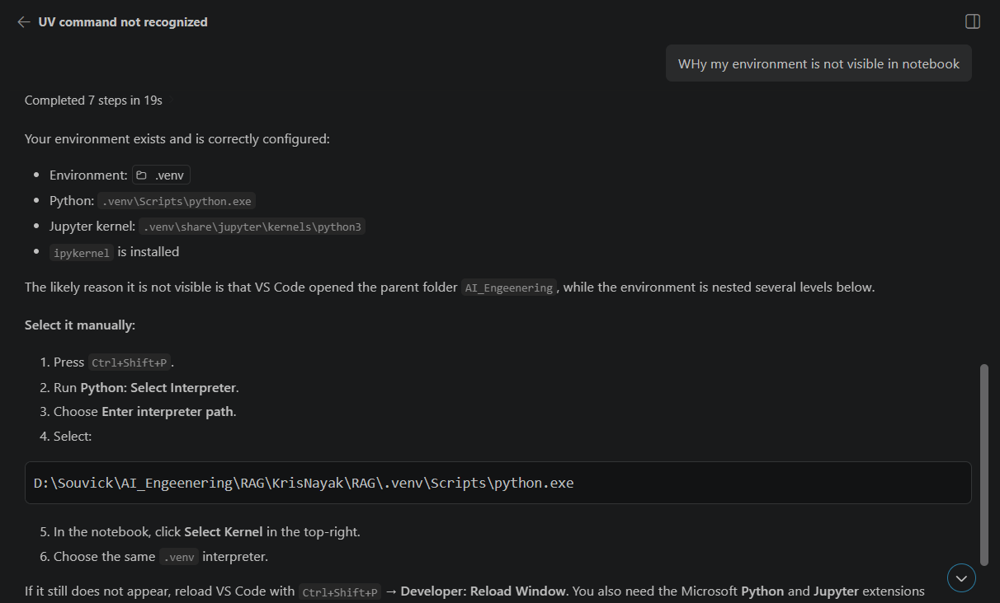 UV command not recognized
WHy my environment is not visible in notebook
Completed 7 steps in 19s
Your environment exists and is correctly configured:
• Environment: .venv
• Python: .venv\Scripts\python.exe
• Jupyter kernel: .venv\share\jupyter\kernels\python3
• ipykernel is installed
The likely reason it is not visible is that VS Code opened the parent folder AI_Engeenering, while the environment is nested several levels below.
Select it manually:
1. Press Ctrl+Shift+P.
2. Run Python: Select Interpreter.
3. Choose Enter interpreter path.
4. Select:
D:\Souvick\AI_Engeenering\RAG\KrisNayak\RAG\.venv\Scripts\python.exe
5. In the notebook, click Select Kernel in the top-right.
6. Choose the same .venv interpreter.
If it still does not appear, reload VS Code with Ctrl+Shift+P → Developer: Reload Window. You also need the Microsoft Python and Jupyter extensions